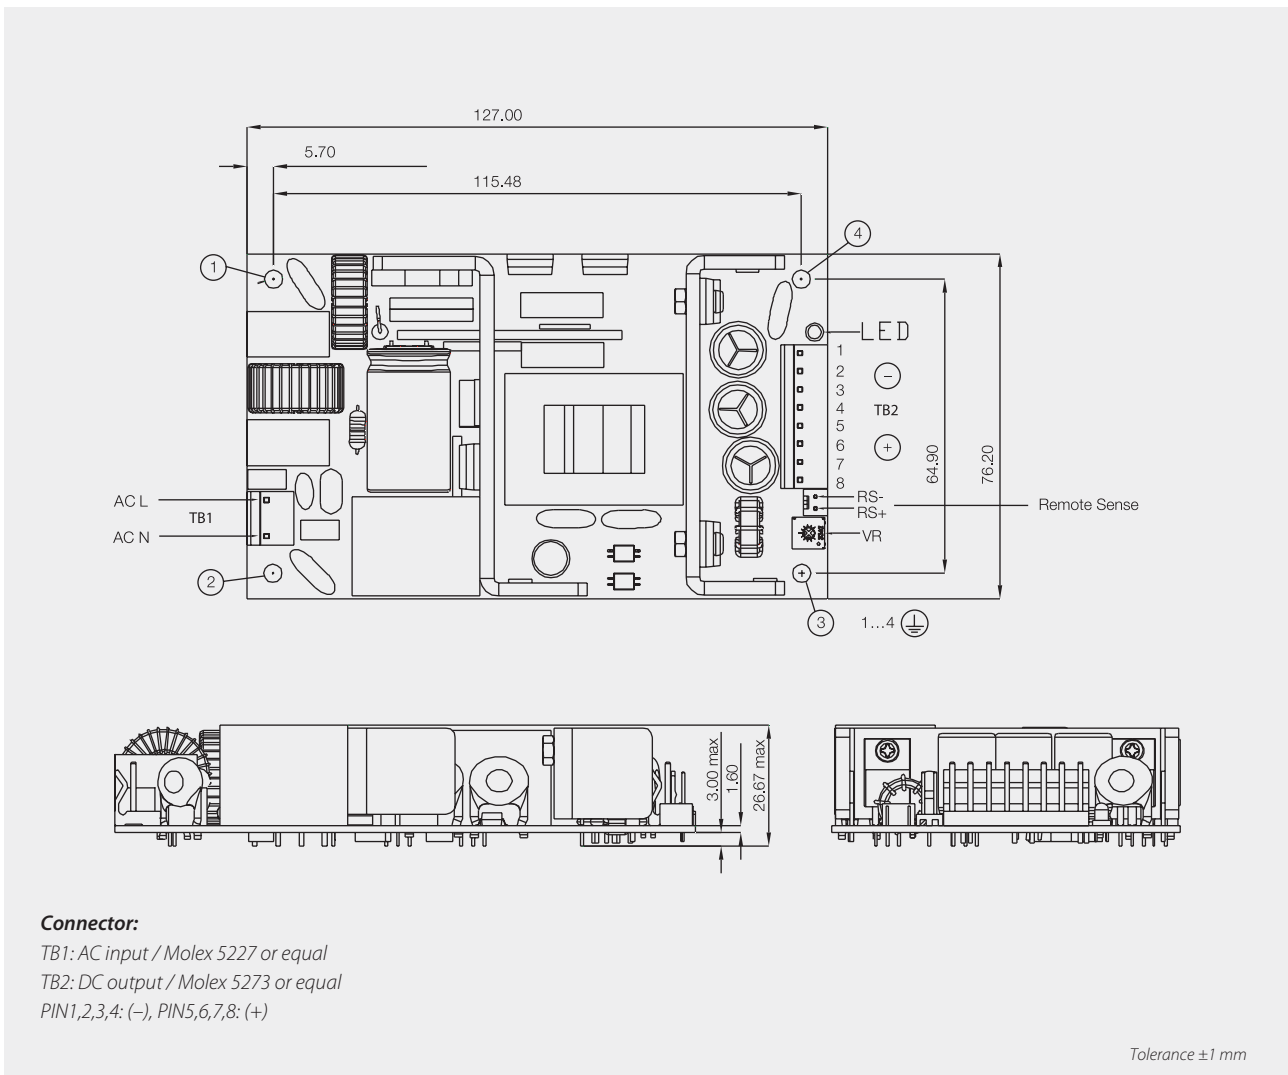 127.00
5.70
115.48
1
4
LED
1
2
3
4
5
6
7
8
−
TB2
+
64.90
76.20
AC L
TB1
AC N
RS-
RS+
Remote Sense
VR
2
3
1...4
3.00 max
1.60
26.67 max
Connector:
TB1: AC input / Molex 5227 or equal
TB2: DC output / Molex 5273 or equal
PIN1,2,3,4: (–), PIN5,6,7,8: (+)
Tolerance ±1 mm